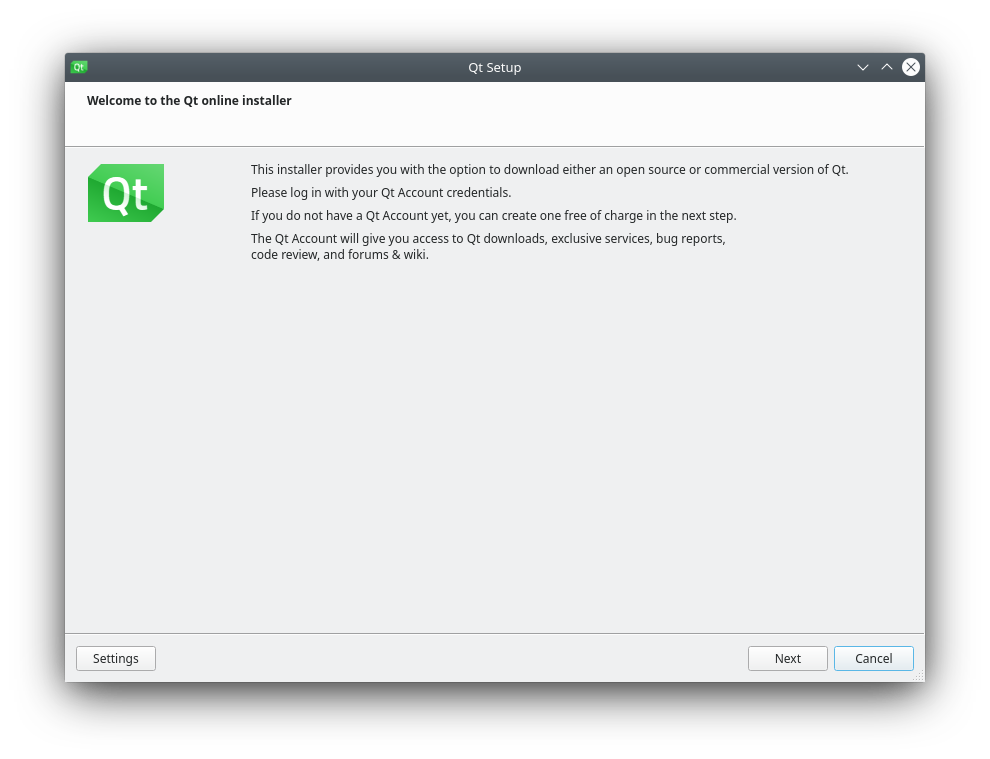 Qt
Qt Setup
Welcome to the Qt online installer
Qt
This installer provides you with the option to download either an open source or commercial version of Qt.
Please log in with your Qt Account credentials.
If you do not have a Qt Account yet, you can create one free of charge in the next step.
The Qt Account will give you access to Qt downloads, exclusive services, bug reports,
code review, and forums & wiki.
Settings
Next
Cancel